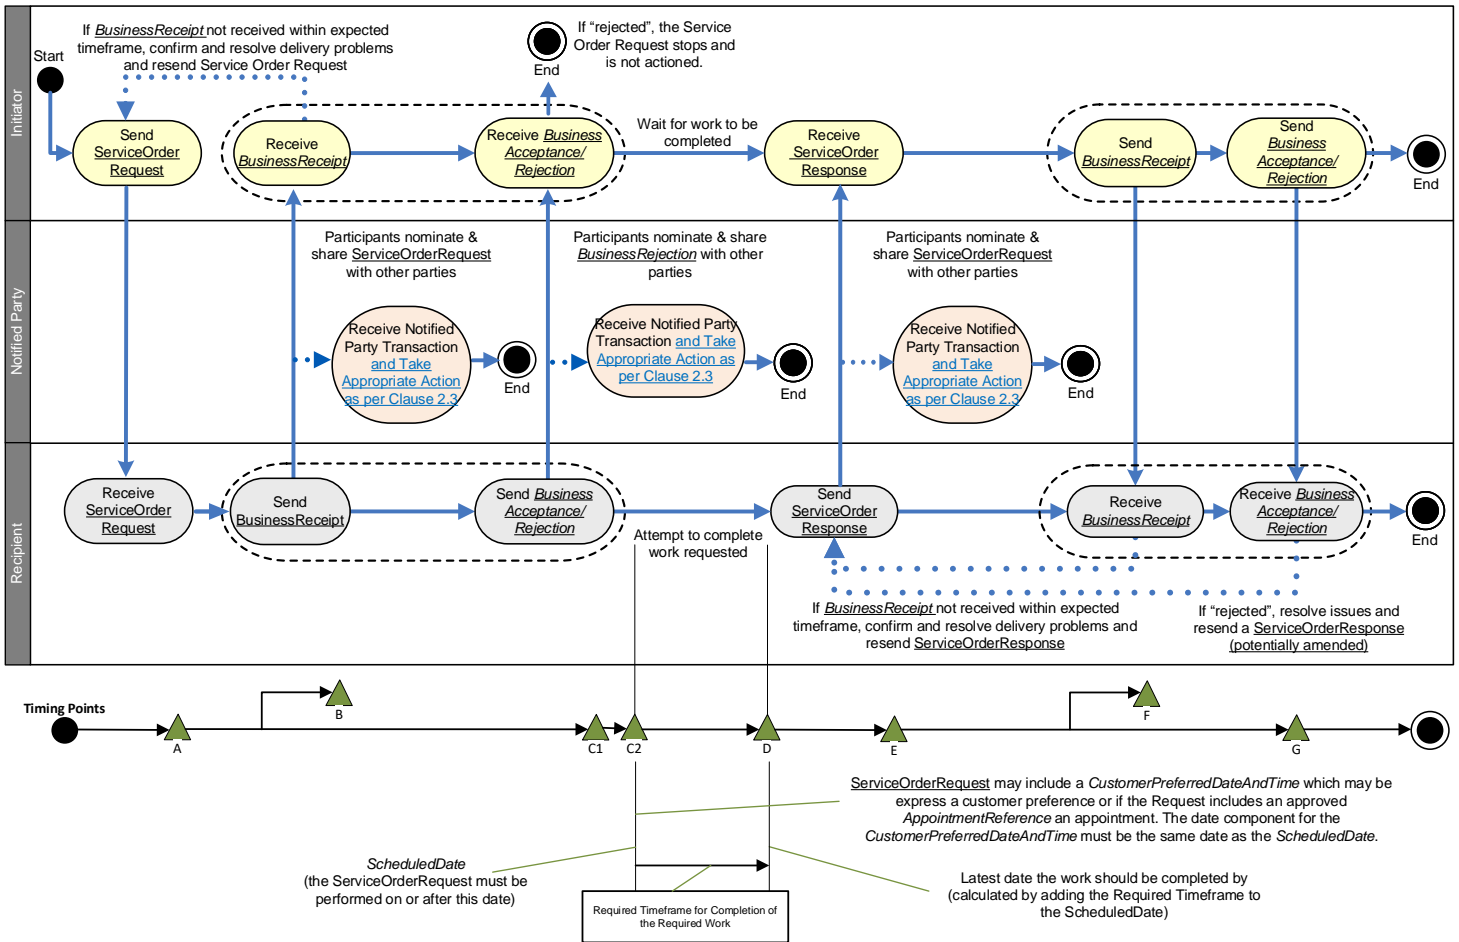 Initiator
Start
If BusinessReceipt not received within expected
timeframe, confirm and resolve delivery problems
and resend Service Order Request
End
If “rejected”, the Service
Order Request stops and
is not actioned.
Send
ServiceOrder
Request
Receive
BusinessReceipt
Receive Business
Acceptance/
Rejection
Wait for work to be
completed
Receive
ServiceOrder
Response
Send
BusinessReceipt
Send
Business
Acceptance/
Rejection
End
Notified Party
Participants nominate &
share ServiceOrderRequest
with other parties
Participants nominate & share
BusinessRejection with other
parties
Participants nominate &
share ServiceOrderRequest
with other parties
Receive Notified
Party Transaction
and Take
Appropriate Action
as per Clause 2.3
End
Receive Notified Party
Transaction and Take
Appropriate Action as
per Clause 2.3
End
Receive Notified
Party Transaction
and Take
Appropriate Action
as per Clause 2.3
End
Recipient
Receive
ServiceOrder
Request
Send
BusinessReceipt
Send Business
Acceptance/
Rejection
Attempt to complete
work requested
Send
ServiceOrder
Response
Receive
BusinessReceipt
Receive Business
Acceptance/
Rejection
End
If BusinessReceipt not received within expected
timeframe, confirm and resolve delivery problems and
resend ServiceOrderResponse
If “rejected”, resolve issues and
resend a ServiceOrderResponse
(potentially amended)
Timing Points
A
B
C1
C2
D
E
F
G
ServiceOrderRequest may include a CustomerPreferredDateAndTime which may be
express a customer preference or if the Request includes an approved
AppointmentReference an appointment. The date component for the
CustomerPreferredDateAndTime must be the same date as the ScheduledDate.
ScheduledDate
(the ServiceOrderRequest must be
performed on or after this date)
Latest date the work should be completed by
(calculated by adding the Required Timeframe to
the ScheduledDate)
Required Timeframe for Completion of
the Required Work